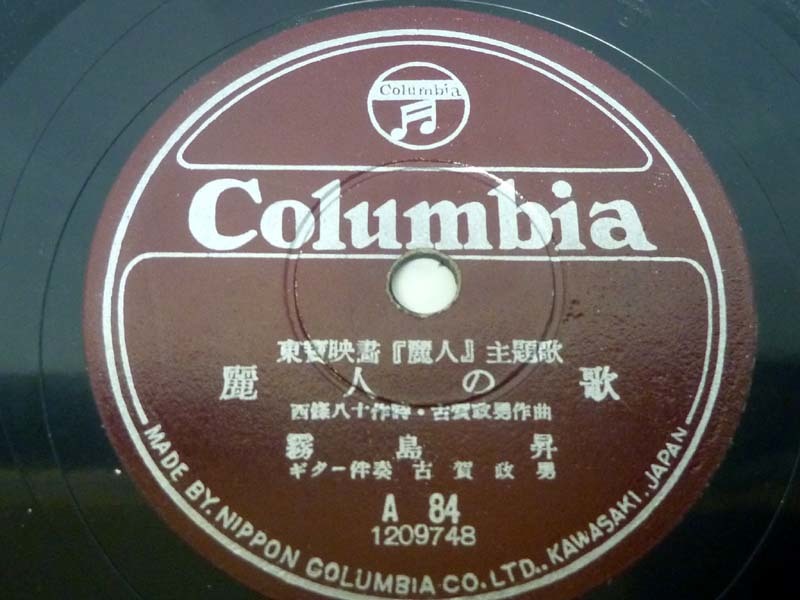 Columbia
Columbia
東宝映畵『麗人』主題歌
麗人の歌
西條八十作詩・古賀政男作曲
霧島昇
ギター伴奏 古賀政男
A 84
1209748
MADE BY, NIPPON COLUMBIA CO., LTD., KAWASAKI, JAPAN